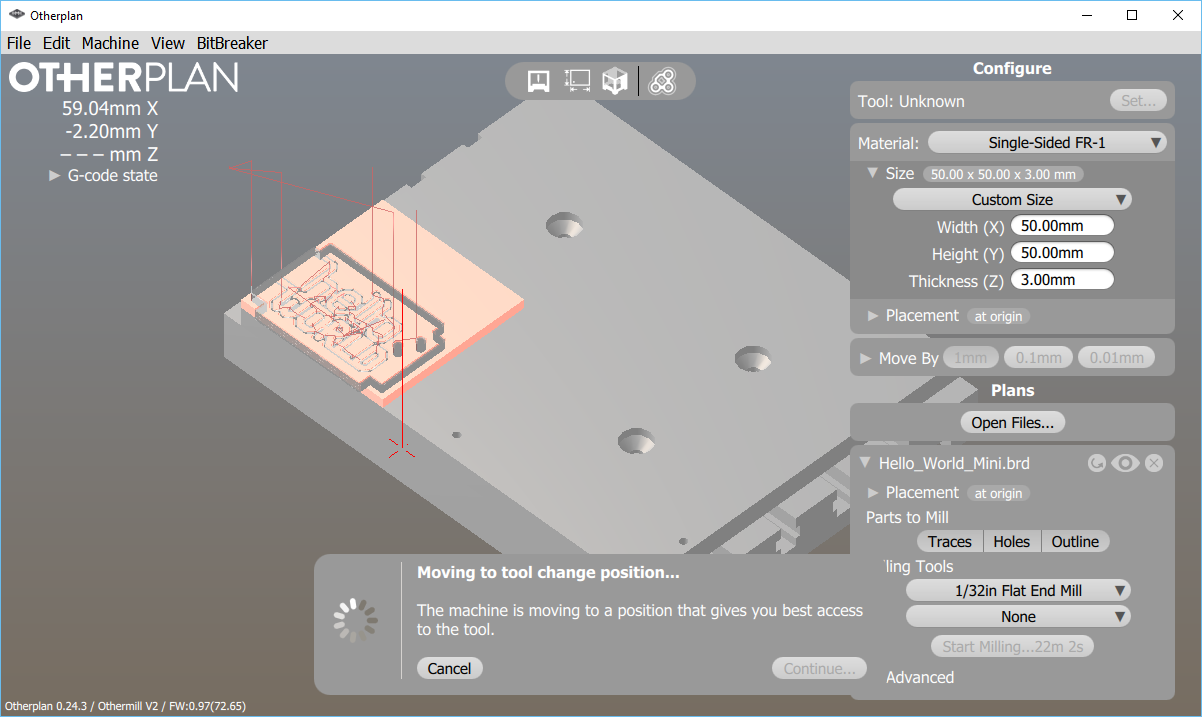 Otherplan
File Edit Machine View BitBreaker
OTHERPLAN
59.04mm X
-2.20mm Y
– – – mm Z
G-code state
Configure
Tool: Unknown Set...
Material: Single-Sided FR-1
Size 50.00 x 50.00 x 3.00 mm
Custom Size
Width (X) 50.00mm
Height (Y) 50.00mm
Thickness (Z) 3.00mm
Placement at origin
Move By 1mm 0.1mm 0.01mm
Plans
Open Files...
Hello_World_Mini.brd
Placement at origin
Parts to Mill
Traces Holes Outline
ling Tools
1/32in Flat End Mill
None
Start Milling...22m 2s
Advanced
Moving to tool change position...
The machine is moving to a position that gives you best access
to the tool.
Cancel Continue...
Otherplan 0.24.3 / Othermill V2 / FW:0.97(72.65)